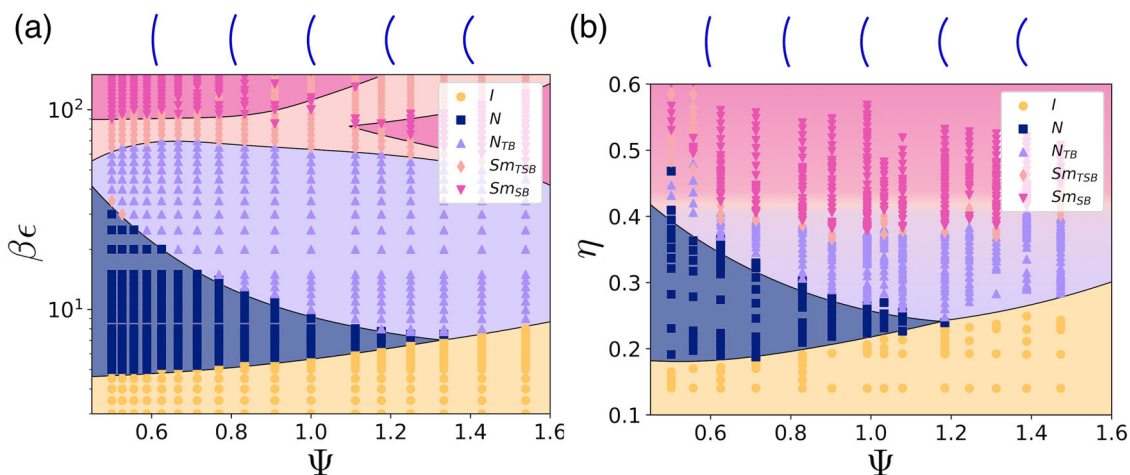 (a)
10²
10¹
βϵ
0.6 0.8 1.0 1.2 1.4 1.6
Ψ
I
N
N_TB
Sm_TSB
Sm_SB
(b)
0.6
0.5
0.4
0.3
0.2
0.1
η
0.6 0.8 1.0 1.2 1.4 1.6
Ψ
I
N
N_TB
Sm_TSB
Sm_SB